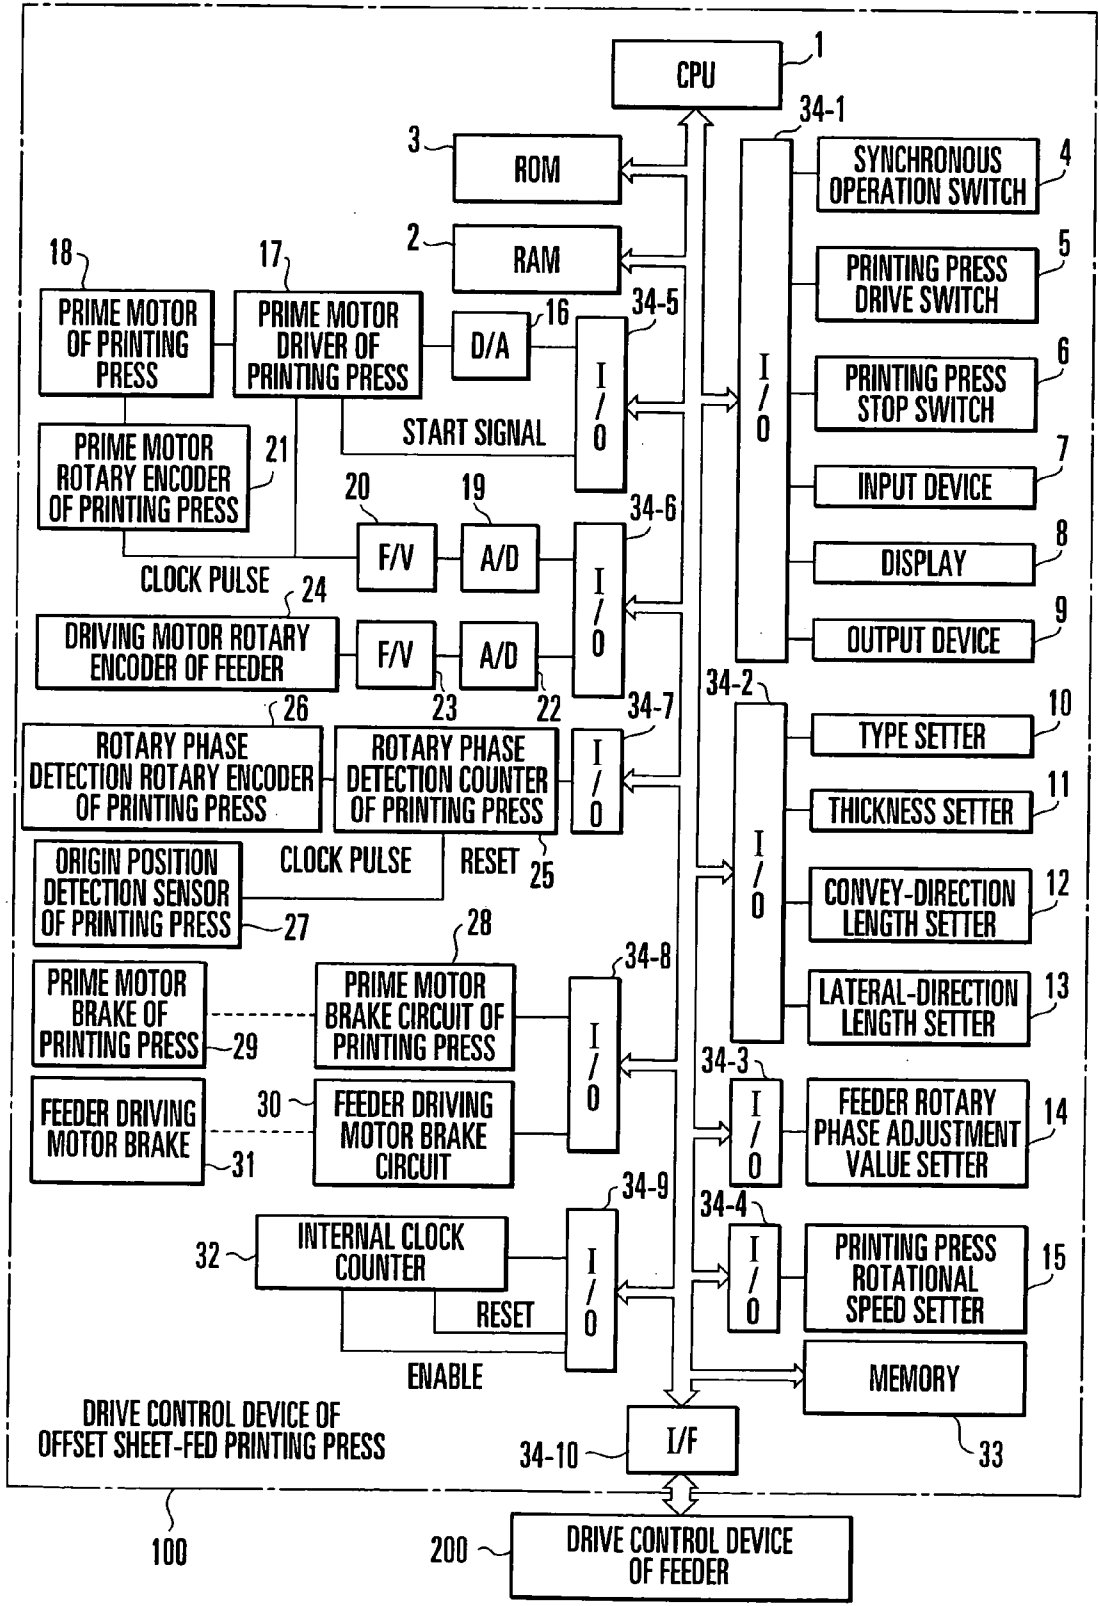 1
CPU
34-1
3
ROM
SYNCHRONOUS
OPERATION SWITCH
4
2
RAM
5
PRINTING PRESS
DRIVE SWITCH
18
17
16
34-5
PRIME MOTOR
OF PRINTING
PRESS
PRIME MOTOR
DRIVER OF
PRINTING PRESS
D/A
I/O
I/O
6
PRINTING PRESS
STOP SWITCH
START SIGNAL
PRIME MOTOR
ROTARY ENCODER
OF PRINTING PRESS
21
7
INPUT DEVICE
20
19
34-6
F/V
A/D
I/O
CLOCK PULSE
8
DISPLAY
24
DRIVING MOTOR ROTARY
ENCODER OF FEEDER
F/V
A/D
23
22
9
OUTPUT DEVICE
34-2
26
34-7
ROTARY PHASE
DETECTION ROTARY ENCODER
OF PRINTING PRESS
ROTARY PHASE
DETECTION COUNTER
OF PRINTING PRESS
I/O
25
10
TYPE SETTER
11
THICKNESS SETTER
CLOCK PULSE
RESET
I/O
ORIGIN POSITION
DETECTION SENSOR
OF PRINTING PRESS
27
12
CONVEY-DIRECTION
LENGTH SETTER
28
34-8
PRIME MOTOR
BRAKE OF
PRINTING PRESS
29
PRIME MOTOR
BRAKE CIRCUIT OF
PRINTING PRESS
I/O
13
LATERAL-DIRECTION
LENGTH SETTER
34-3
FEEDER DRIVING
MOTOR BRAKE
31
30
FEEDER DRIVING
MOTOR BRAKE
CIRCUIT
I/O
FEEDER ROTARY
PHASE ADJUSTMENT
VALUE SETTER
14
34-9
34-4
32
INTERNAL CLOCK
COUNTER
I/O
I/O
PRINTING PRESS
ROTATIONAL
SPEED SETTER
15
RESET
ENABLE
MEMORY
33
DRIVE CONTROL DEVICE OF
OFFSET SHEET-FED PRINTING PRESS
34-10
I/F
100
200
DRIVE CONTROL DEVICE
OF FEEDER